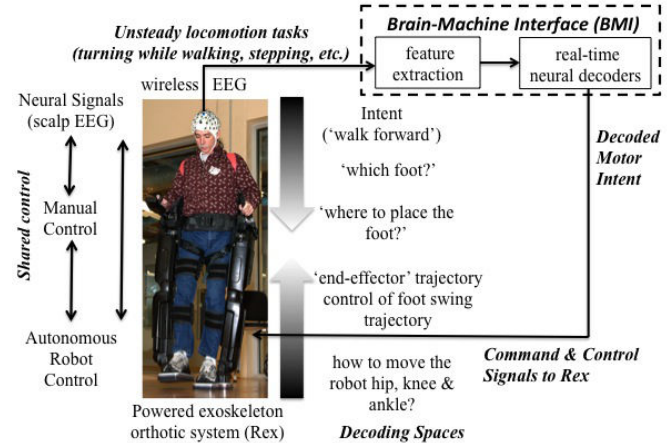 Unsteady locomotion tasks
(turning while walking, stepping, etc.)
Brain-Machine Interface (BMI)
feature
extraction
real-time
neural decoders
wireless EEG
Neural Signals
(scalp EEG)
Shared control
Manual
Control
Autonomous
Robot
Control
Intent
(‘walk forward’)
‘which foot?’
‘where to place the
foot?’
‘end-effector’ trajectory
control of foot swing
trajectory
how to move the
robot hip, knee &
ankle?
Decoded
Motor
Intent
Command & Control
Signals to Rex
Powered exoskeleton
orthotic system (Rex)
Decoding Spaces